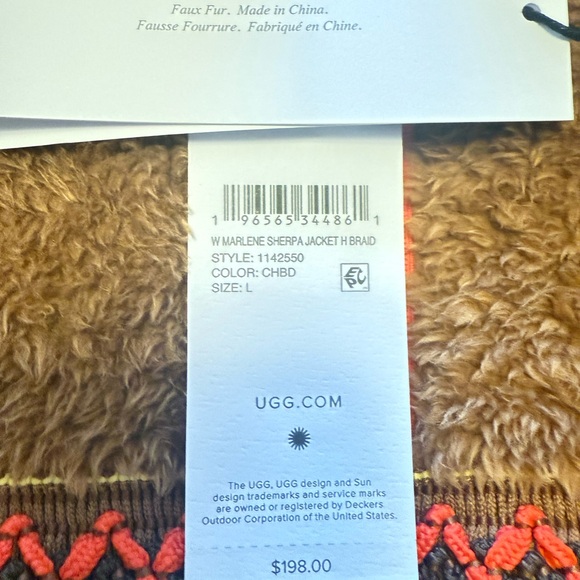 Faux Fur. Made in China.
Fausse Fourrure. Fabriqué en Chine.
1 96565 34486 1
W MARLENE SHERPA JACKET H BRAID
STYLE: 1142550
COLOR: CHBD
SIZE: L
UGG.COM
The UGG, UGG design and Sun
design trademarks and service marks
are owned or registered by Deckers
Outdoor Corporation of the United States.
$198.00